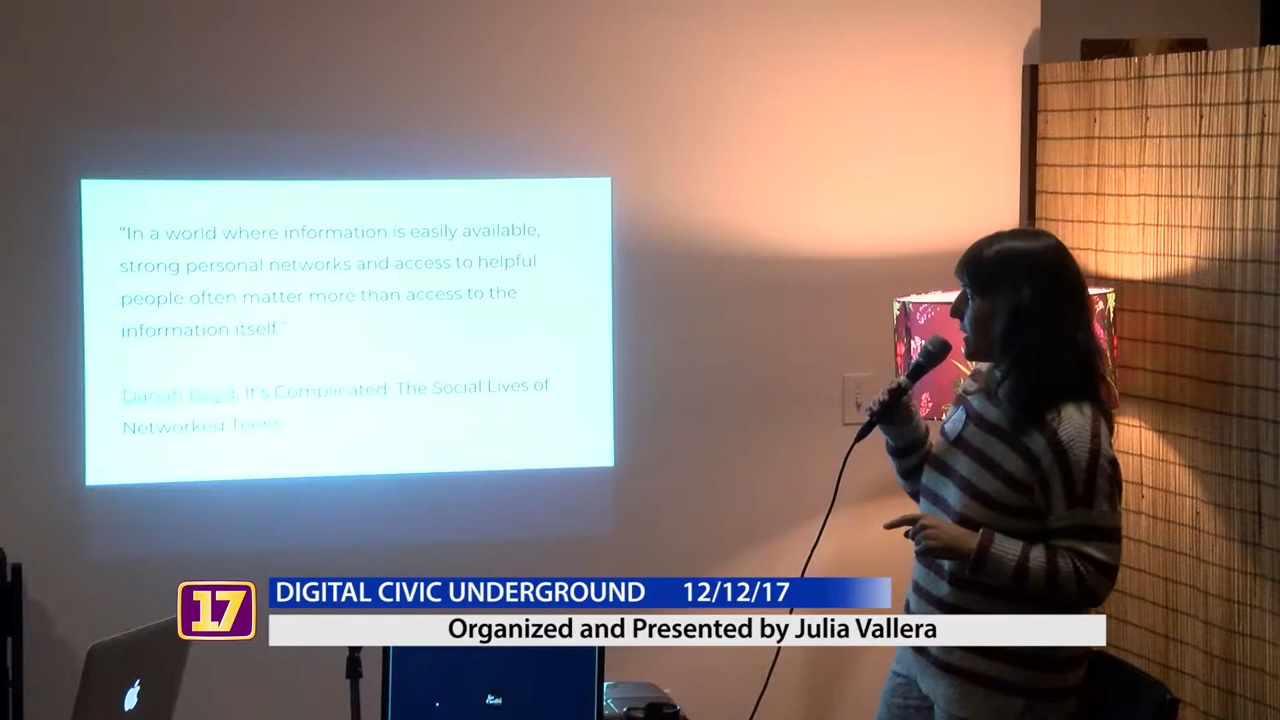 "In a world where information is easily available,
strong personal networks and access to helpful
people often matter more than access to the
information itself."
Danah Boyd, It's Complicated: The Social Lives of
Networked Teens
17
DIGITAL CIVIC UNDERGROUND 12/12/17
Organized and Presented by Julia Vallera